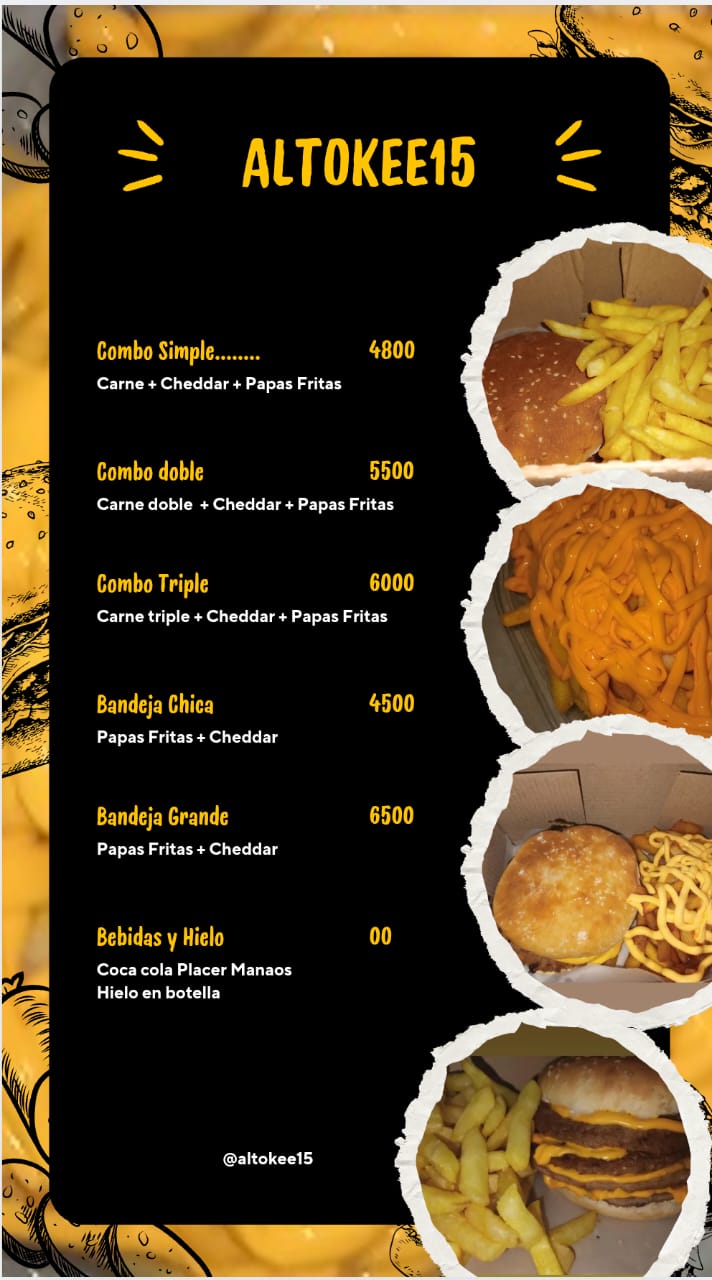 ALTOKEE15
Combo Simple........ 4800
Carne + Cheddar + Papas Fritas
Combo doble 5500
Carne doble + Cheddar + Papas Fritas
Combo Triple 6000
Carne triple + Cheddar + Papas Fritas
Bandeja Chica 4500
Papas Fritas + Cheddar
Bandeja Grande 6500
Papas Fritas + Cheddar
Bebidas y Hielo 00
Coca cola Placer Manaos
Hielo en botella
@altokee15